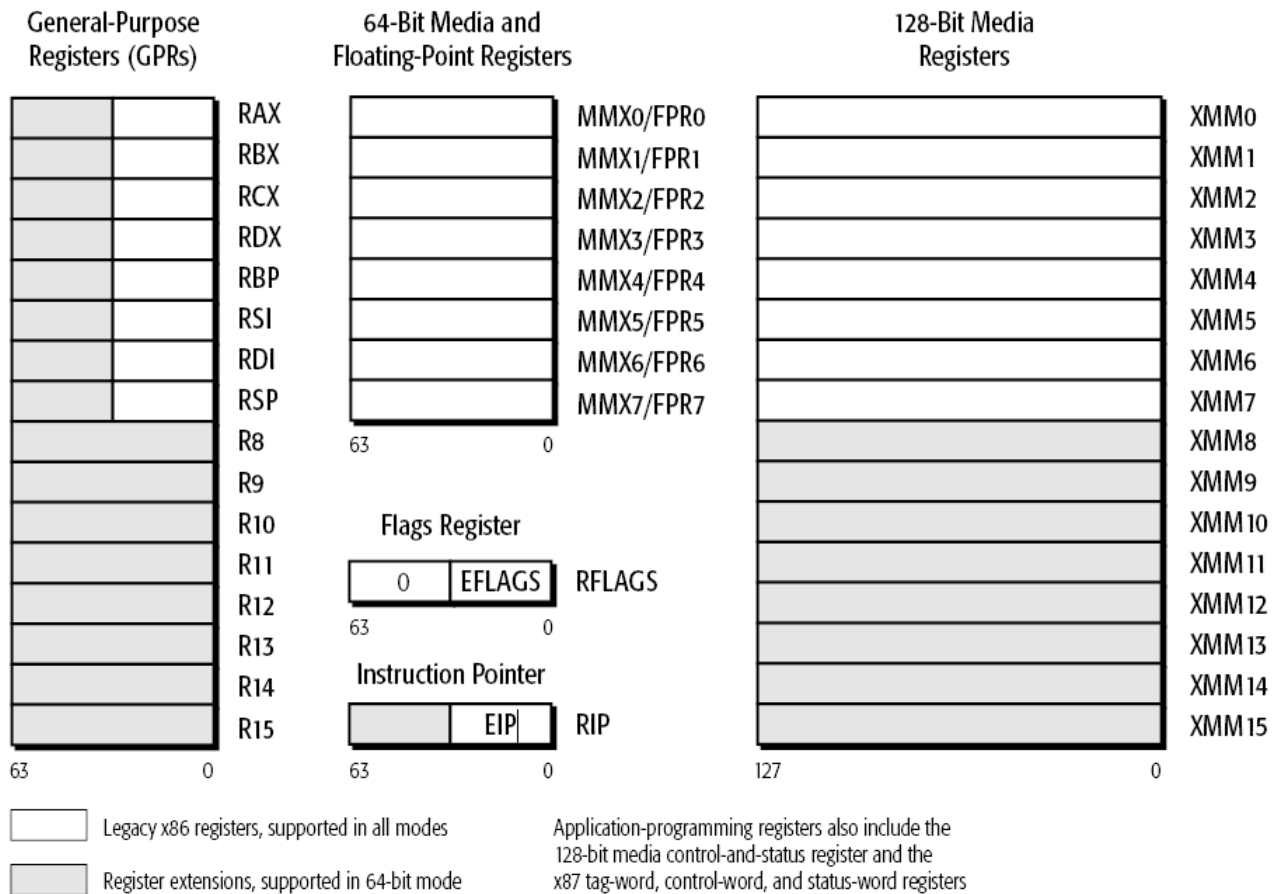 General-Purpose
Registers (GPRs)
64-Bit Media and
Floating-Point Registers
128-Bit Media
Registers
RAX
RBX
RCX
RDX
RBP
RSI
RDI
RSP
R8
R9
R10
R11
R12
R13
R14
R15
63 0
MMX0/FPR0
MMX1/FPR1
MMX2/FPR2
MMX3/FPR3
MMX4/FPR4
MMX5/FPR5
MMX6/FPR6
MMX7/FPR7
63 0
Flags Register
0 EFLAGS RFLAGS
63 0
Instruction Pointer
EIP RIP
63 0
XMM0
XMM1
XMM2
XMM3
XMM4
XMM5
XMM6
XMM7
XMM8
XMM9
XMM10
XMM11
XMM12
XMM13
XMM14
XMM15
127 0
Legacy x86 registers, supported in all modes
Register extensions, supported in 64-bit mode
Application-programming registers also include the
128-bit media control-and-status register and the
x87 tag-word, control-word, and status-word registers